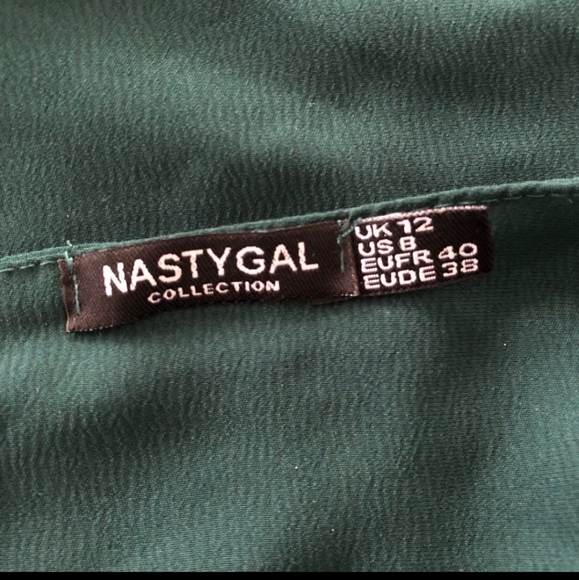 NASTYGAL
COLLECTION
UK 12
US 8
EUFR 40
EUDE 38